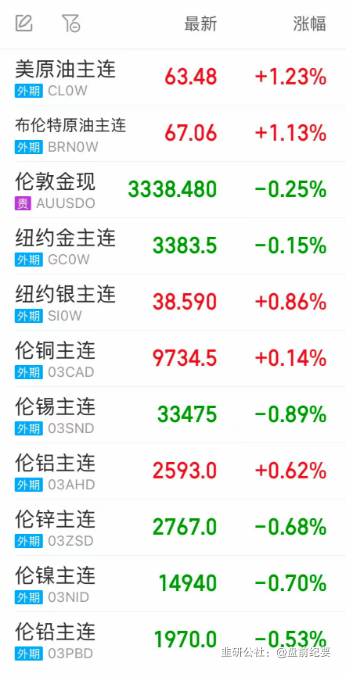 最新 涨幅
美原油主连 63.48 +1.23%
外期 CL0W
布伦特原油主连 67.06 +1.13%
外期 BRN0W
伦敦金现 3338.480 -0.25%
贵 AUUSDO
纽约金主连 3383.5 -0.15%
外期 GC0W
纽约银主连 38.590 +0.86%
外期 SI0W
伦铜主连 9734.5 +0.14%
外期 03CAD
伦锡主连 33475 -0.89%
外期 03SND
伦铝主连 2593.0 +0.62%
外期 03AHD
伦锌主连 2767.0 -0.68%
外期 03ZSD
伦镍主连 14940 -0.70%
外期 03NID
伦铅主连 1970.0 -0.53%
外期 03PBD
韭研公社：@盘前纪要